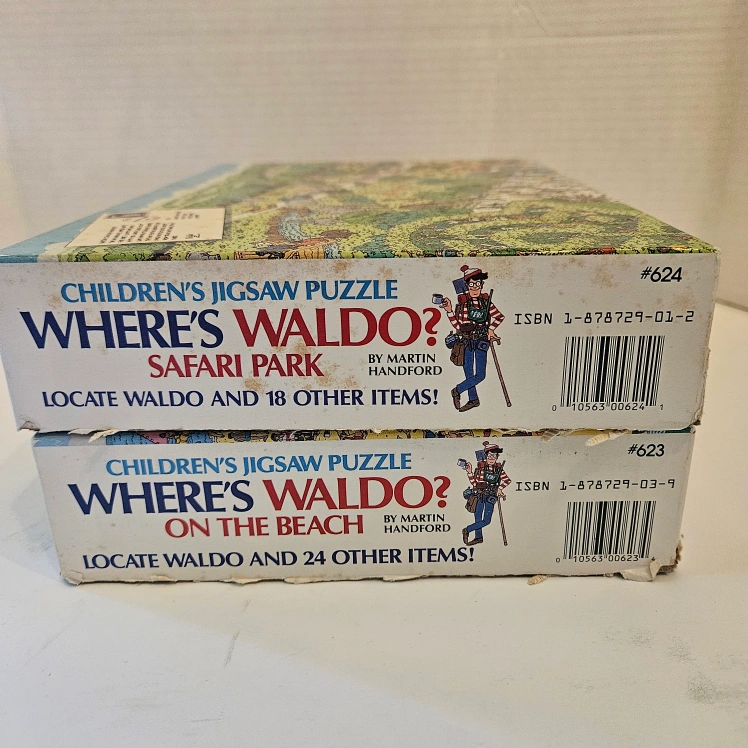 #624
CHILDREN'S JIGSAW PUZZLE
WHERE'S WALDO?
SAFARI PARK
BY MARTIN
HANDFORD
LOCATE WALDO AND 18 OTHER ITEMS!
ISBN 1-878729-01-2
0 10563 00624 1
#623
CHILDREN'S JIGSAW PUZZLE
WHERE'S WALDO?
ON THE BEACH
BY MARTIN
HANDFORD
LOCATE WALDO AND 24 OTHER ITEMS!
ISBN 1-878729-03-9
0 10563 00623